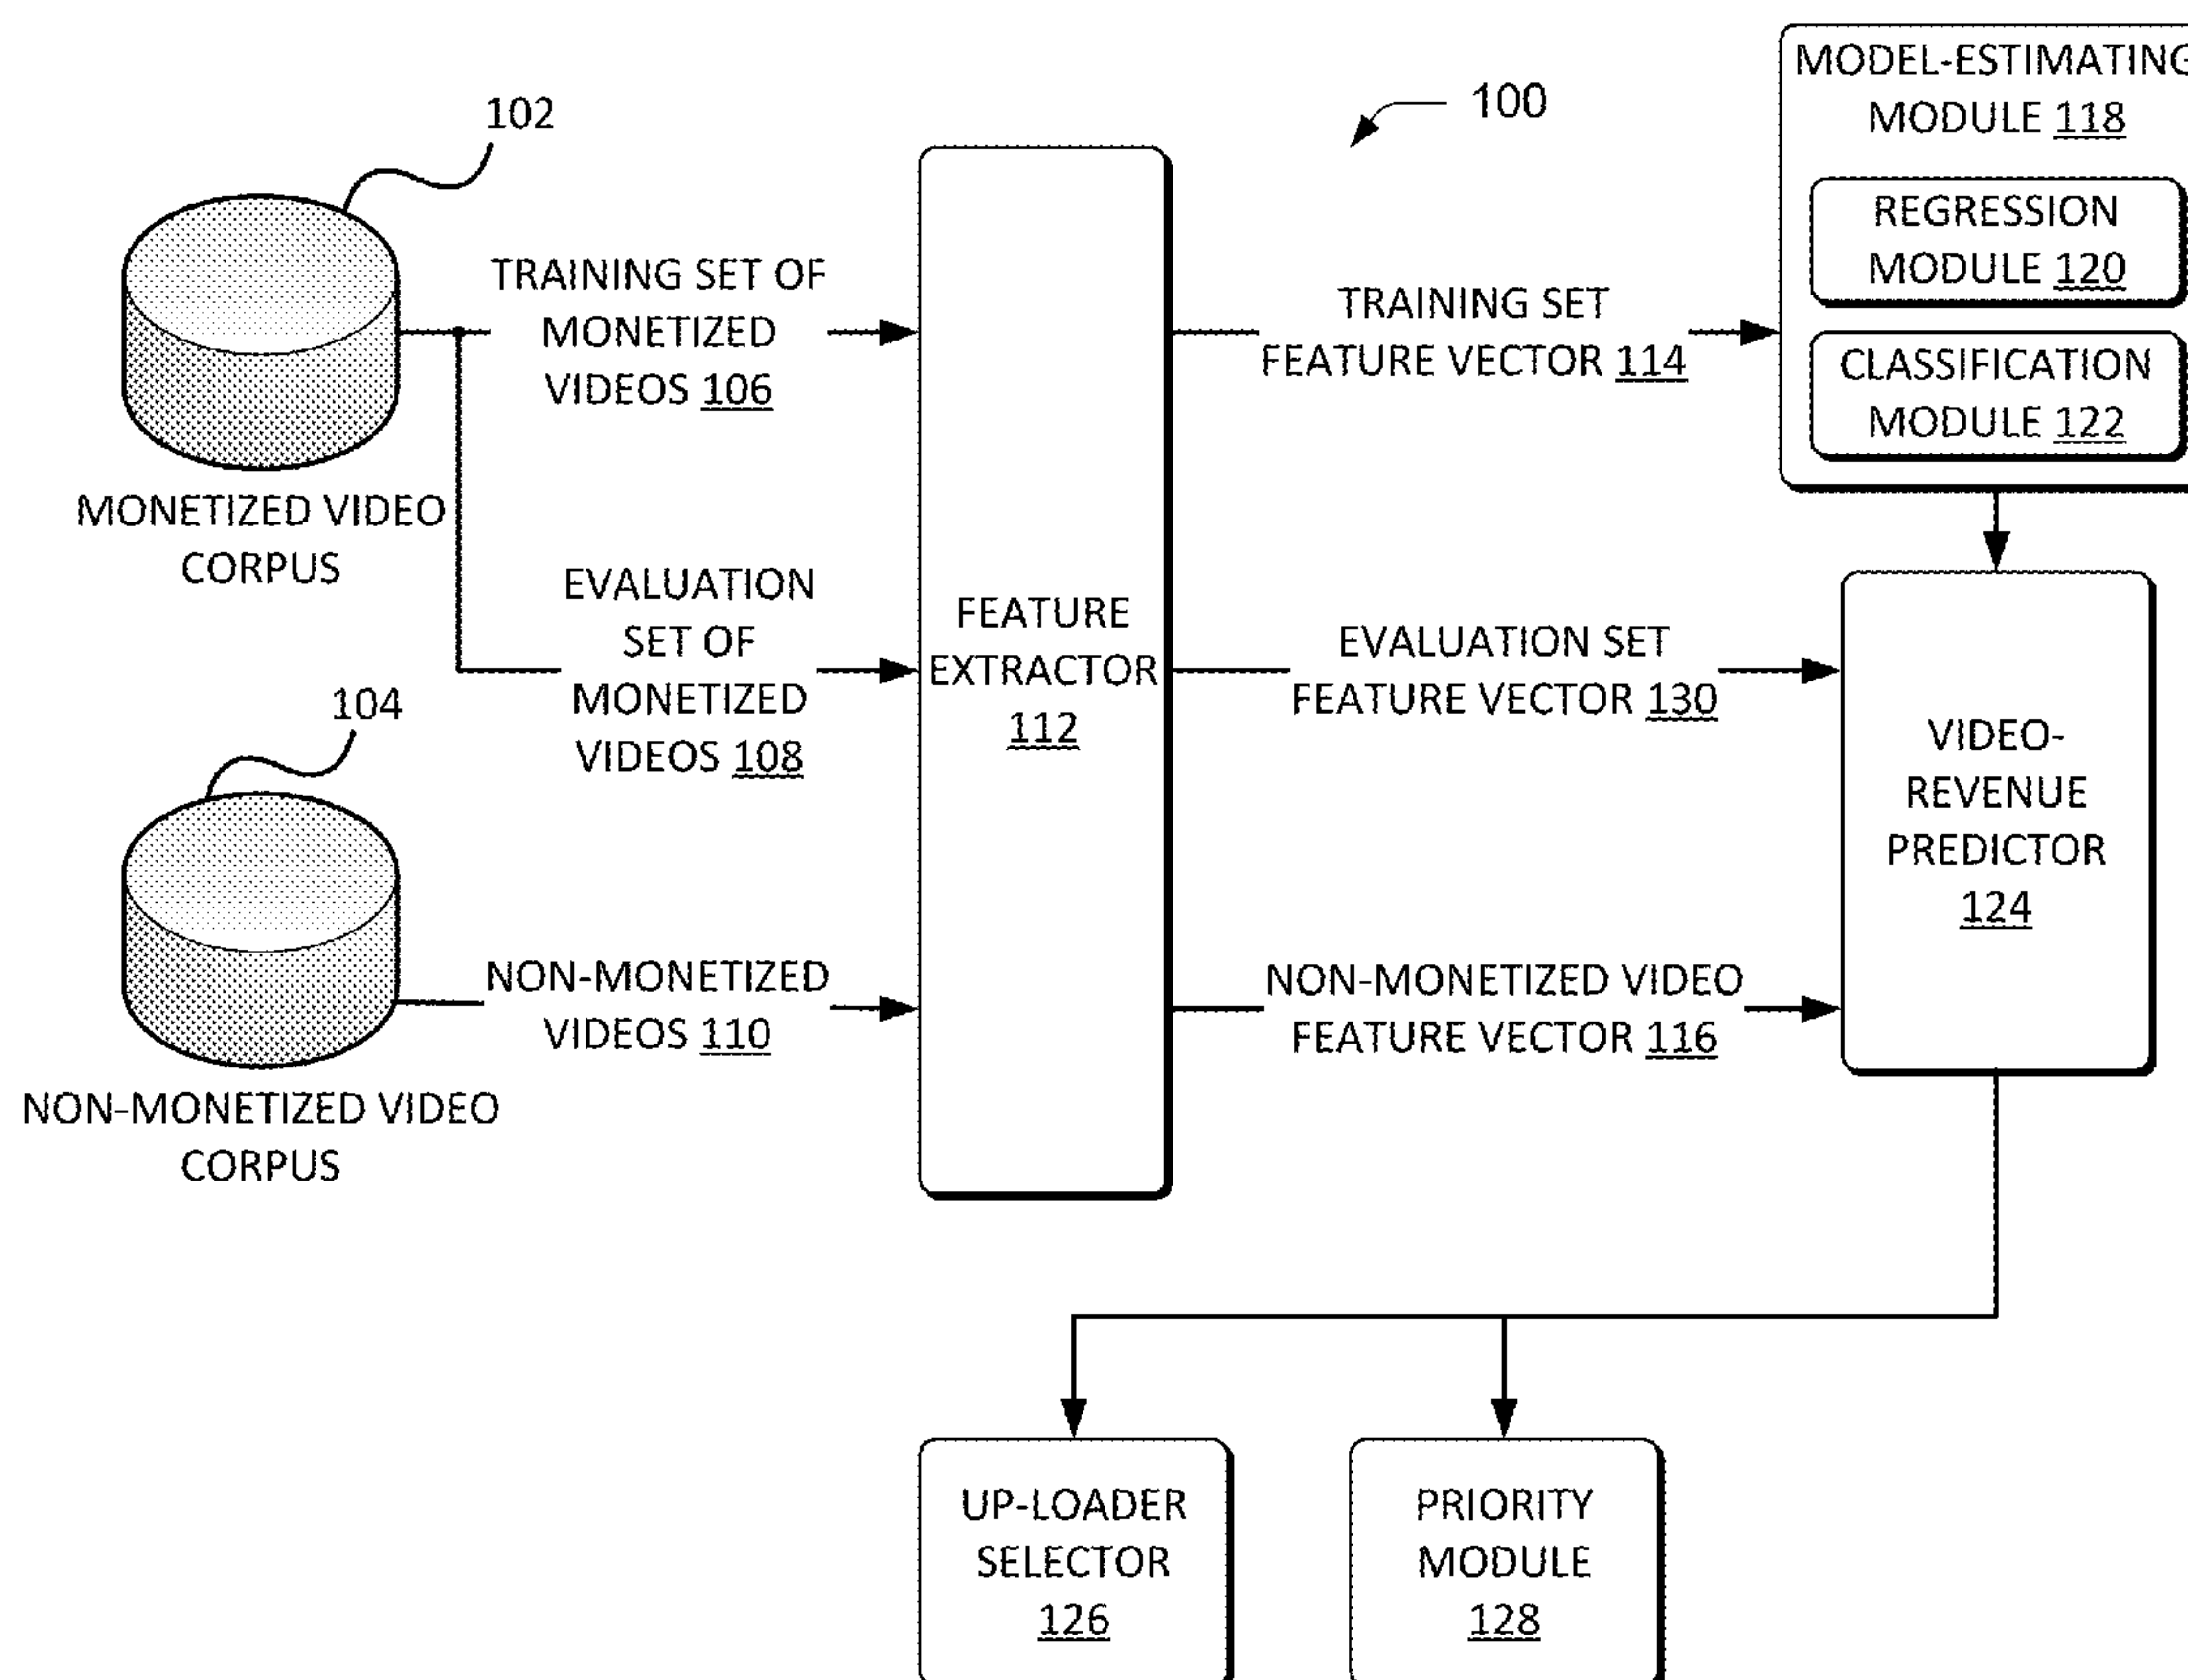 100
102
MONETIZED VIDEO
CORPUS
104
NON-MONETIZED VIDEO
CORPUS
TRAINING SET OF
MONETIZED
VIDEOS 106
EVALUATION
SET OF
MONETIZED
VIDEOS 108
NON-MONETIZED
VIDEOS 110
FEATURE
EXTRACTOR
112
TRAINING SET
FEATURE VECTOR 114
EVALUATION SET
FEATURE VECTOR 130
NON-MONETIZED VIDEO
FEATURE VECTOR 116
MODEL-ESTIMATING
MODULE 118
REGRESSION
MODULE 120
CLASSIFICATION
MODULE 122
VIDEO-
REVENUE
PREDICTOR
124
UP-LOADER
SELECTOR
126
PRIORITY
MODULE
128